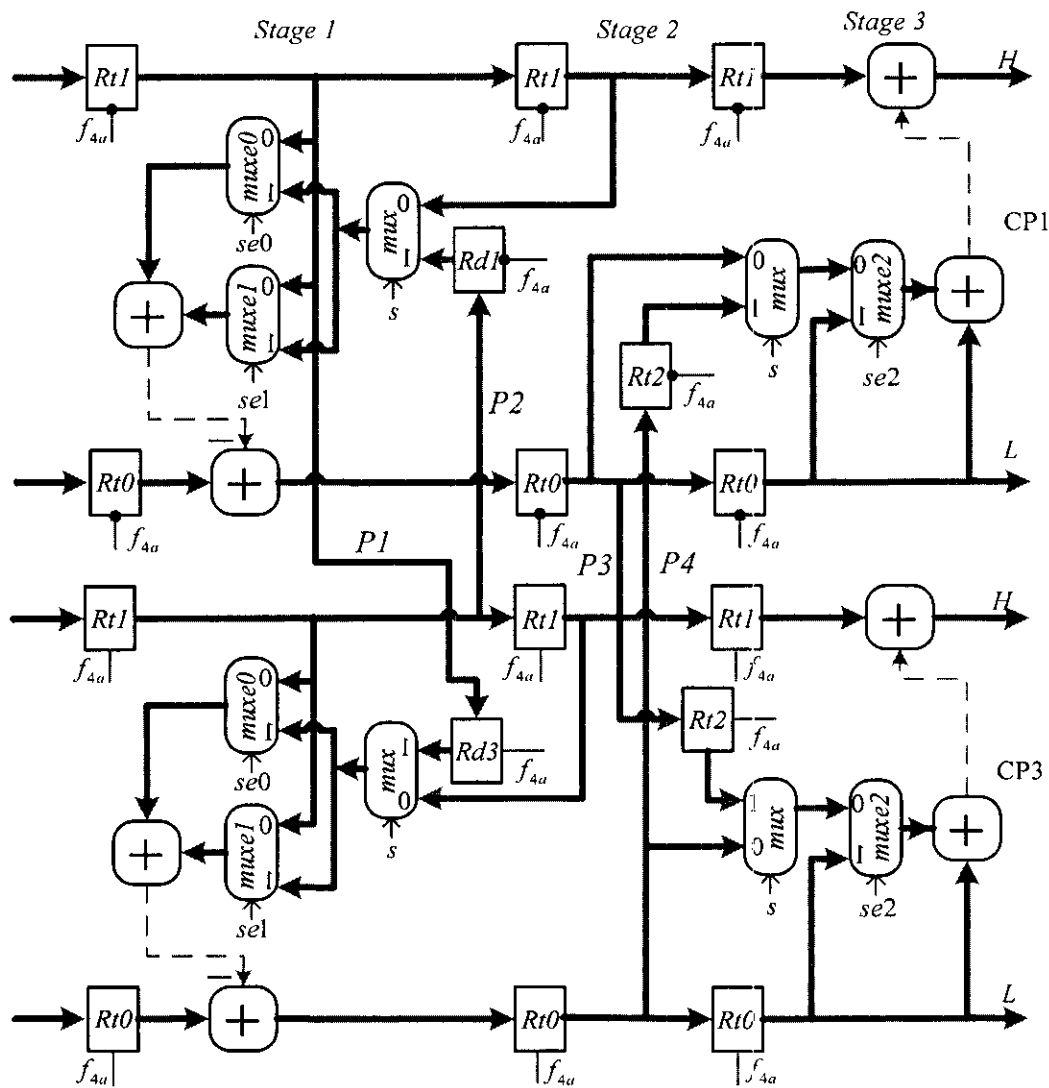 Stage 1 Stage 2 Stage 3
Rt1 Rt1 Rt1 + H
f4a f4a f4a
muxe0 0 1
se0
mux 0 1
s
Rd1 f4a
CP1
muxe1 0 1
se1
+
mux 0 1
s
muxe2 0 1
se2
+
Rt2 f4a
P2
Rt0 + Rt0 Rt0 L
f4a f4a f4a
P1 P3 P4
Rt1 Rt1 Rt1 + H
f4a f4a f4a
muxe0 0 1
se0
mux 1 0
s
Rd3 f4a
Rt2 f4a
CP3
muxe1 0 1
se1
+
mux 1 0
s
muxe2 0 1
se2
+
Rt0 + Rt0 Rt0 L
f4a f4a f4a